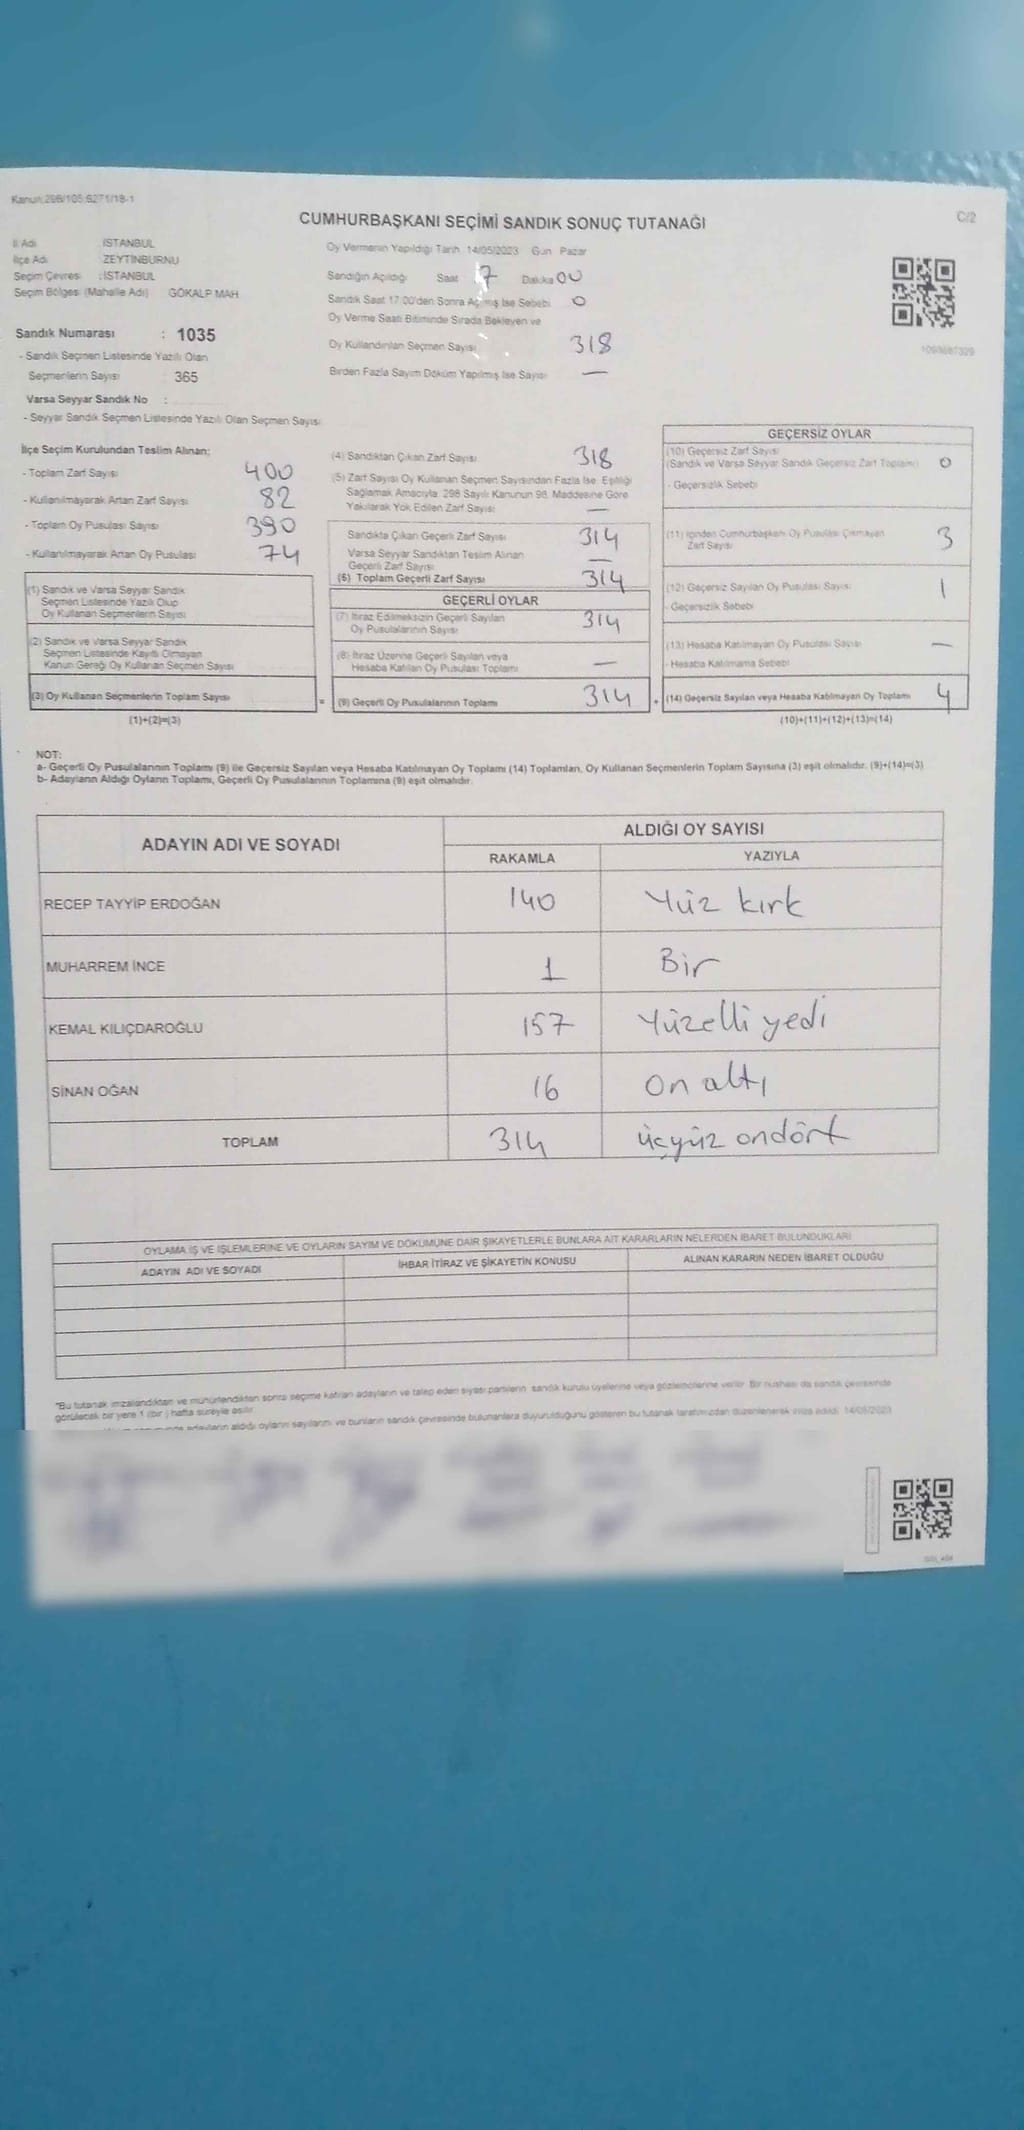 Kanun:298/105,6271/18-1
CUMHURBAŞKANI SEÇİMİ SANDIK SONUÇ TUTANAĞI
C/2
İl Adı İSTANBUL
İlçe Adı ZEYTİNBURNU
Seçim Çevresi : İSTANBUL
Seçim Bölgesi (Mahalle Adı) GÖKALP MAH
Sandık Numarası : 1035
- Sandık Seçmen Listesinde Yazılı Olan
Seçmenlerin Sayısı : 365
Varsa Seyyar Sandık No :
- Seyyar Sandık Seçmen Listesinde Yazılı Olan Seçmen Sayısı
Oy Vermenin Yapıldığı Tarih 14/05/2023 Gün Pazar
Sandığın Açıldığı Saat 7 Dakika 00
Sandık Saat 17:00'den Sonra Açılmış İse Sebebi 0
Oy Verme Saati Bitiminde Sırada Bekleyen ve
Oy Kullandırılan Seçmen Sayısı 318
Birden Fazla Sayım Döküm Yapılmış İse Sayısı —
1093687329
İlçe Seçim Kurulundan Teslim Alınan;
- Toplam Zarf Sayısı 400
- Kullanılmayarak Artan Zarf Sayısı 82
- Toplam Oy Pusulası Sayısı 390
- Kullanılmayarak Artan Oy Pusulası 74
(1) Sandık ve Varsa Seyyar Sandık
Seçmen Listesinde Yazılı Olup
Oy Kullanan Seçmenlerin Sayısı
(2) Sandık ve Varsa Seyyar Sandık
Seçmen Listesinde Kayıtlı Olmayan
Kanun Gereği Oy Kullanan Seçmen Sayısı
(3) Oy Kullanan Seçmenlerin Toplam Sayısı
(1)+(2)=(3)
=
(4) Sandıktan Çıkan Zarf Sayısı 318
(5) Zarf Sayısı Oy Kullanan Seçmen Sayısından Fazla İse, Eşitliği
Sağlamak Amacıyla, 298 Sayılı Kanunun 98. Maddesine Göre
Yakılarak Yok Edilen Zarf Sayısı —
Sandıkta Çıkan Geçerli Zarf Sayısı 314
Varsa Seyyar Sandıktan Teslim Alınan
Geçerli Zarf Sayısı —
(6) Toplam Geçerli Zarf Sayısı 314
GEÇERLİ OYLAR
(7) İtiraz Edilmeksizin Geçerli Sayılan
Oy Pusulalarının Sayısı 314
(8) İtiraz Üzerine Geçerli Sayılan veya
Hesaba Katılan Oy Pusulası Toplamı —
(9) Geçerli Oy Pusulalarının Toplamı 314
+
GEÇERSİZ OYLAR
(10) Geçersiz Zarf Sayısı
(Sandık ve Varsa Seyyar Sandık Geçersiz Zarf Toplamı) 0
- Geçersizlik Sebebi
(11) İçinden Cumhurbaşkanı Oy Pusulası Çıkmayan
Zarf Sayısı 3
(12) Geçersiz Sayılan Oy Pusulası Sayısı 1
- Geçersizlik Sebebi
(13) Hesaba Katılmayan Oy Pusulası Sayısı —
- Hesaba Katılmama Sebebi
(14) Geçersiz Sayılan veya Hesaba Katılmayan Oy Toplamı 4
(10)+(11)+(12)+(13)=(14)
NOT:
a- Geçerli Oy Pusulalarının Toplamı (9) ile Geçersiz Sayılan veya Hesaba Katılmayan Oy Toplamı (14) Toplamları, Oy Kullanan Seçmenlerin Toplam Sayısına (3) eşit olmalıdır. (9)+(14)=(3)
b- Adayların Aldığı Oyların Toplamı, Geçerli Oy Pusulalarının Toplamına (9) eşit olmalıdır.
ADAYIN ADI VE SOYADI
ALDIĞI OY SAYISI
RAKAMLA YAZIYLA
RECEP TAYYİP ERDOĞAN 140 Yüz kırk
MUHARREM İNCE 1 Bir
KEMAL KILIÇDAROĞLU 157 Yüzelli yedi
SİNAN OĞAN 16 on altı
TOPLAM 314 üçyüz ondört
OYLAMA İŞ VE İŞLEMLERİNE VE OYLARIN SAYIM VE DÖKÜMÜNE DAİR ŞİKAYETLERLE BUNLARA AİT KARARLARIN NELERDEN İBARET BULUNDUKLARI
ADAYIN ADI VE SOYADI İHBAR İTİRAZ VE ŞİKAYETİN KONUSU ALINAN KARARIN NEDEN İBARET OLDUĞU
"Bu tutanak imzalandıktan ve mühürlendikten sonra seçime katılan adayların ve talep eden siyasi partilerin sandık kurulu üyelerine veya gözlemcilerine verilir. Bir nüshası da sandık çevresinde
görülecek bir yere 1 (bir ) hafta süreyle asılır.
adayların aldığı oyların sayılarını ve bunların sandık çevresinde bulunanlara duyurulduğunu gösteren bu tutanak tarafımızdan düzenlenerek imza edildi. 14/05/2023